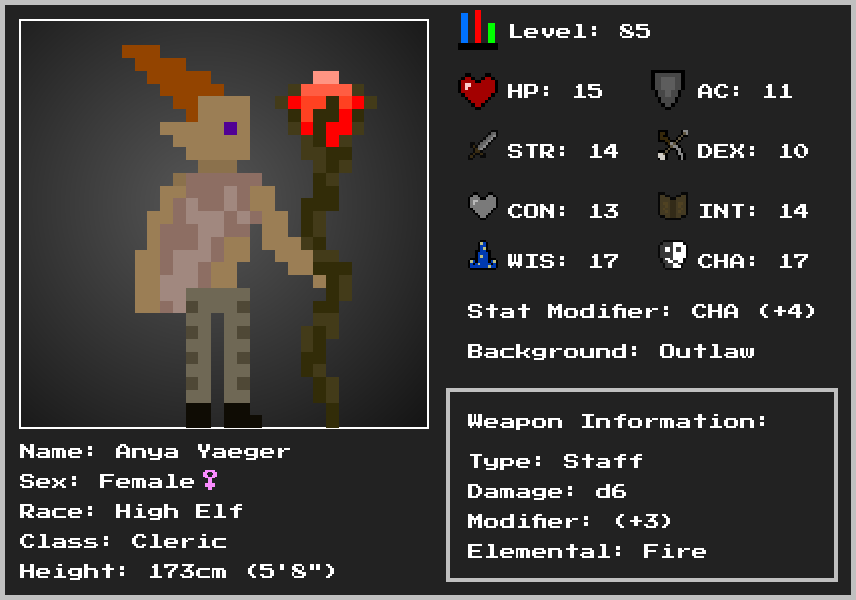 Level: 85
HP: 15 AC: 11
STR: 14 DEX: 10
CON: 13 INT: 14
WIS: 17 CHA: 17
Stat Modifier: CHA (+4)
Background: Outlaw
Weapon Information:
Type: Staff
Damage: d6
Modifier: (+3)
Elemental: Fire
Name: Anya Yaeger
Sex: Female♀
Race: High Elf
Class: Cleric
Height: 173cm (5'8")